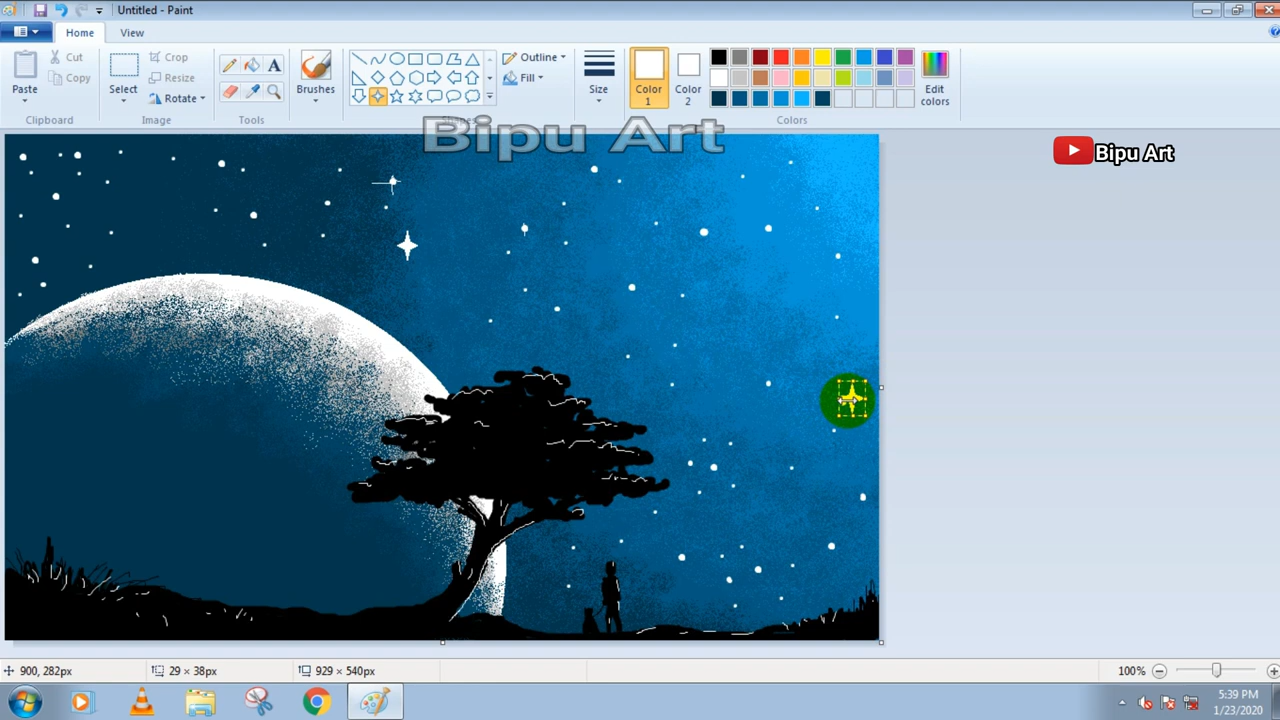 Untitled - Paint
Home View
Paste
Cut
Copy
Clipboard
Select
Crop
Resize
Rotate
Image
Tools
Brushes
Outline
Fill
Size
Color 1
Color 2
Edit colors
Colors
Bipu Art
Bipu Art
900, 282px
29 × 38px
929 × 540px
100%
5:39 PM
1/23/2020